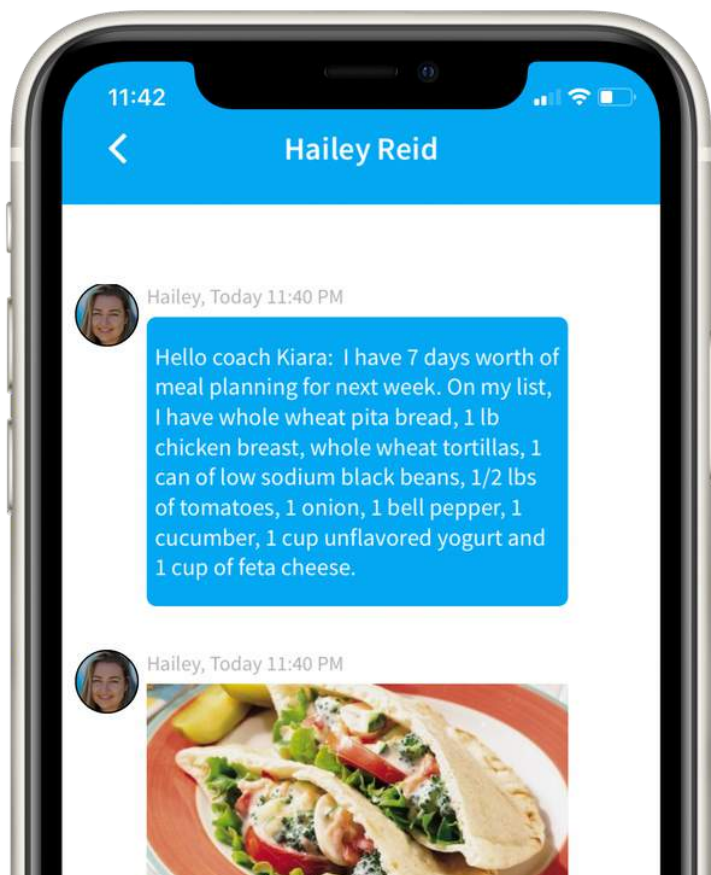 11:42
Hailey Reid
Hailey, Today 11:40 PM
Hello coach Kiara:  I have 7 days worth of
meal planning for next week. On my list,
I have whole wheat pita bread, 1 lb
chicken breast, whole wheat tortillas, 1
can of low sodium black beans, 1/2 lbs
of tomatoes, 1 onion, 1 bell pepper, 1
cucumber, 1 cup unflavored yogurt and
1 cup of feta cheese.
Hailey, Today 11:40 PM